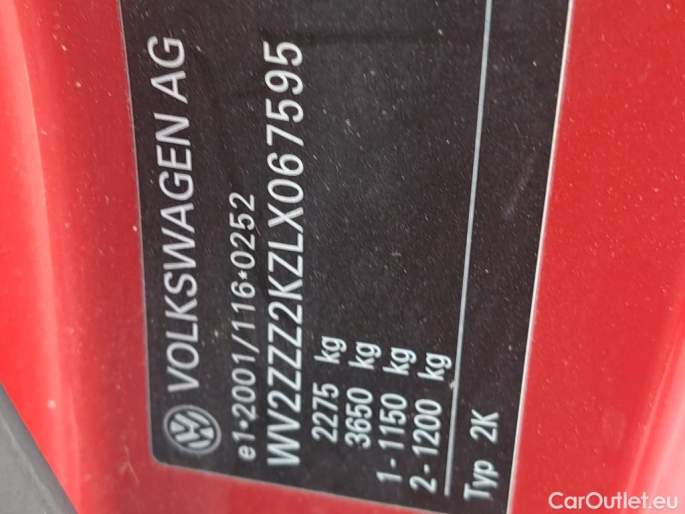 VOLKSWAGEN AG
e1*2001/116*0252
WV2ZZZ2KZLX067595
2275 kg
3650 kg
1 - 1150 kg
2 - 1200 kg
Typ 2K
CarOutlet.eu